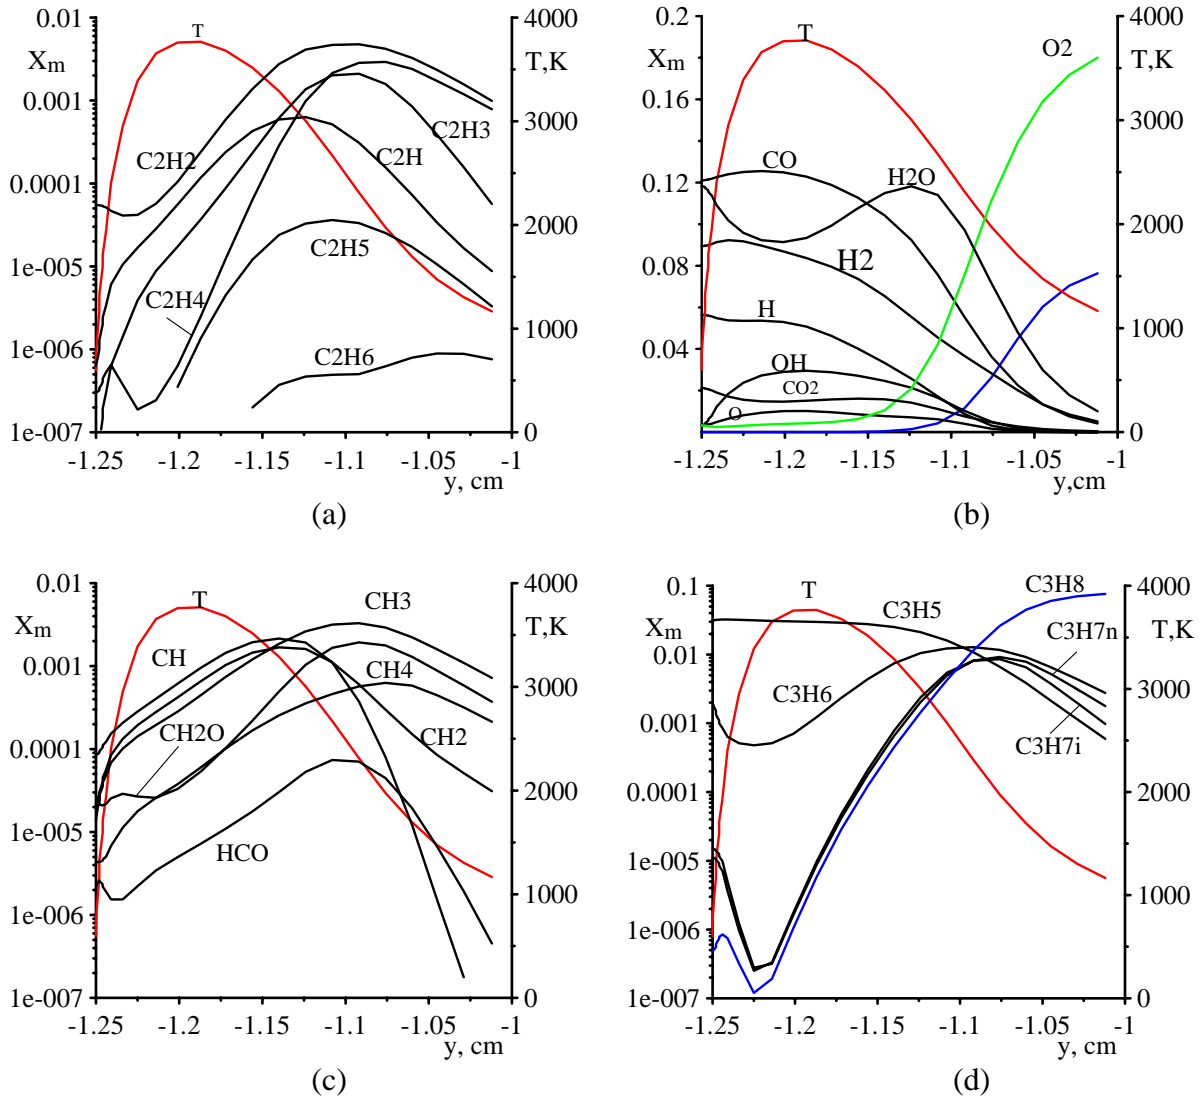 0.01
4000
T
X m
T,K
0.001
3000
C2H3
C2H2
C2H
0.0001
2000
C2H5
1e-005
C2H4
1000
C2H6
1e-006
1e-007
0
-1.25 -1.2 -1.15 -1.1 -1.05 -1
y, cm
(a)
0.2
4000
T
O2
X m
T,K
0.16
3000
CO
H2O
0.12
2000
H2
0.08
H
1000
0.04
OH
CO2
O
0
-1.25 -1.2 -1.15 -1.1 -1.05 -1
y, cm
(b)
0.01
4000
T
CH3
X m
T,K
CH
0.001
CH4
3000
CH2O
CH2
0.0001
2000
1e-005
HCO
1000
1e-006
1e-007
0
-1.25 -1.2 -1.15 -1.1 -1.05 -1
y, cm
(c)
0.1
C3H8
4000
T
C3H5
X m
C3H7n
T,K
0.01
3000
C3H6
0.001
C3H7i
0.0001
2000
1e-005
1000
1e-006
1e-007
0
-1.25 -1.2 -1.15 -1.1 -1.05 -1
y, cm
(d)